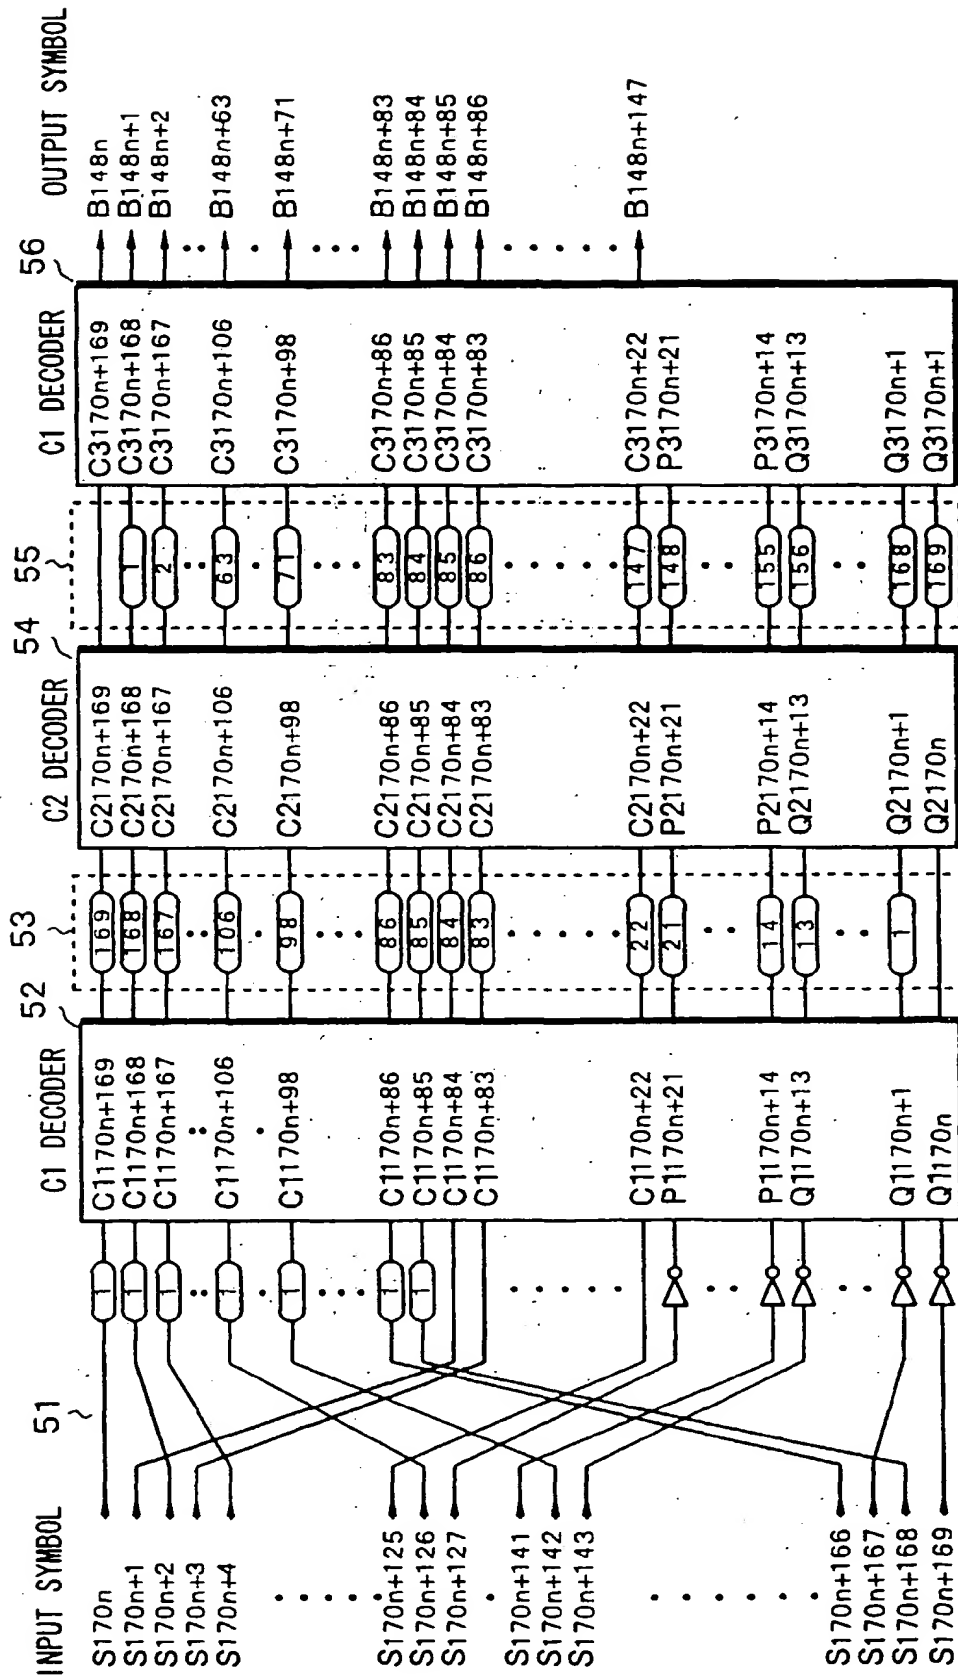 INPUT SYMBOL
S170n
S170n+1
S170n+2
S170n+3
S170n+4
S170n+125
S170n+126
S170n+127
S170n+141
S170n+142
S170n+143
S170n+166
S170n+167
S170n+168
S170n+169
51
1
1
1
1
1
1
1
52
C1 DECODER
C1170n+169
C1170n+168
C1170n+167
C1170n+106
C1170n+98
C1170n+86
C1170n+85
C1170n+84
C1170n+83
C1170n+22
P1170n+21
P1170n+14
Q1170n+13
Q1170n+1
Q1170n
53
169
168
167
106
98
86
85
84
83
22
21
14
13
1
54
C2 DECODER
C2170n+169
C2170n+168
C2170n+167
C2170n+106
C2170n+98
C2170n+86
C2170n+85
C2170n+84
C2170n+83
C2170n+22
P2170n+21
P2170n+14
Q2170n+13
Q2170n+1
Q2170n
55
1
2
63
71
83
84
85
86
147
148
155
156
168
169
56
C1 DECODER
C3170n+169
C3170n+168
C3170n+167
C3170n+106
C3170n+98
C3170n+86
C3170n+85
C3170n+84
C3170n+83
C3170n+22
P3170n+21
P3170n+14
Q3170n+13
Q3170n+1
Q3170n+1
OUTPUT SYMBOL
B148n
B148n+1
B148n+2
B148n+63
B148n+71
B148n+83
B148n+84
B148n+85
B148n+86
B148n+147